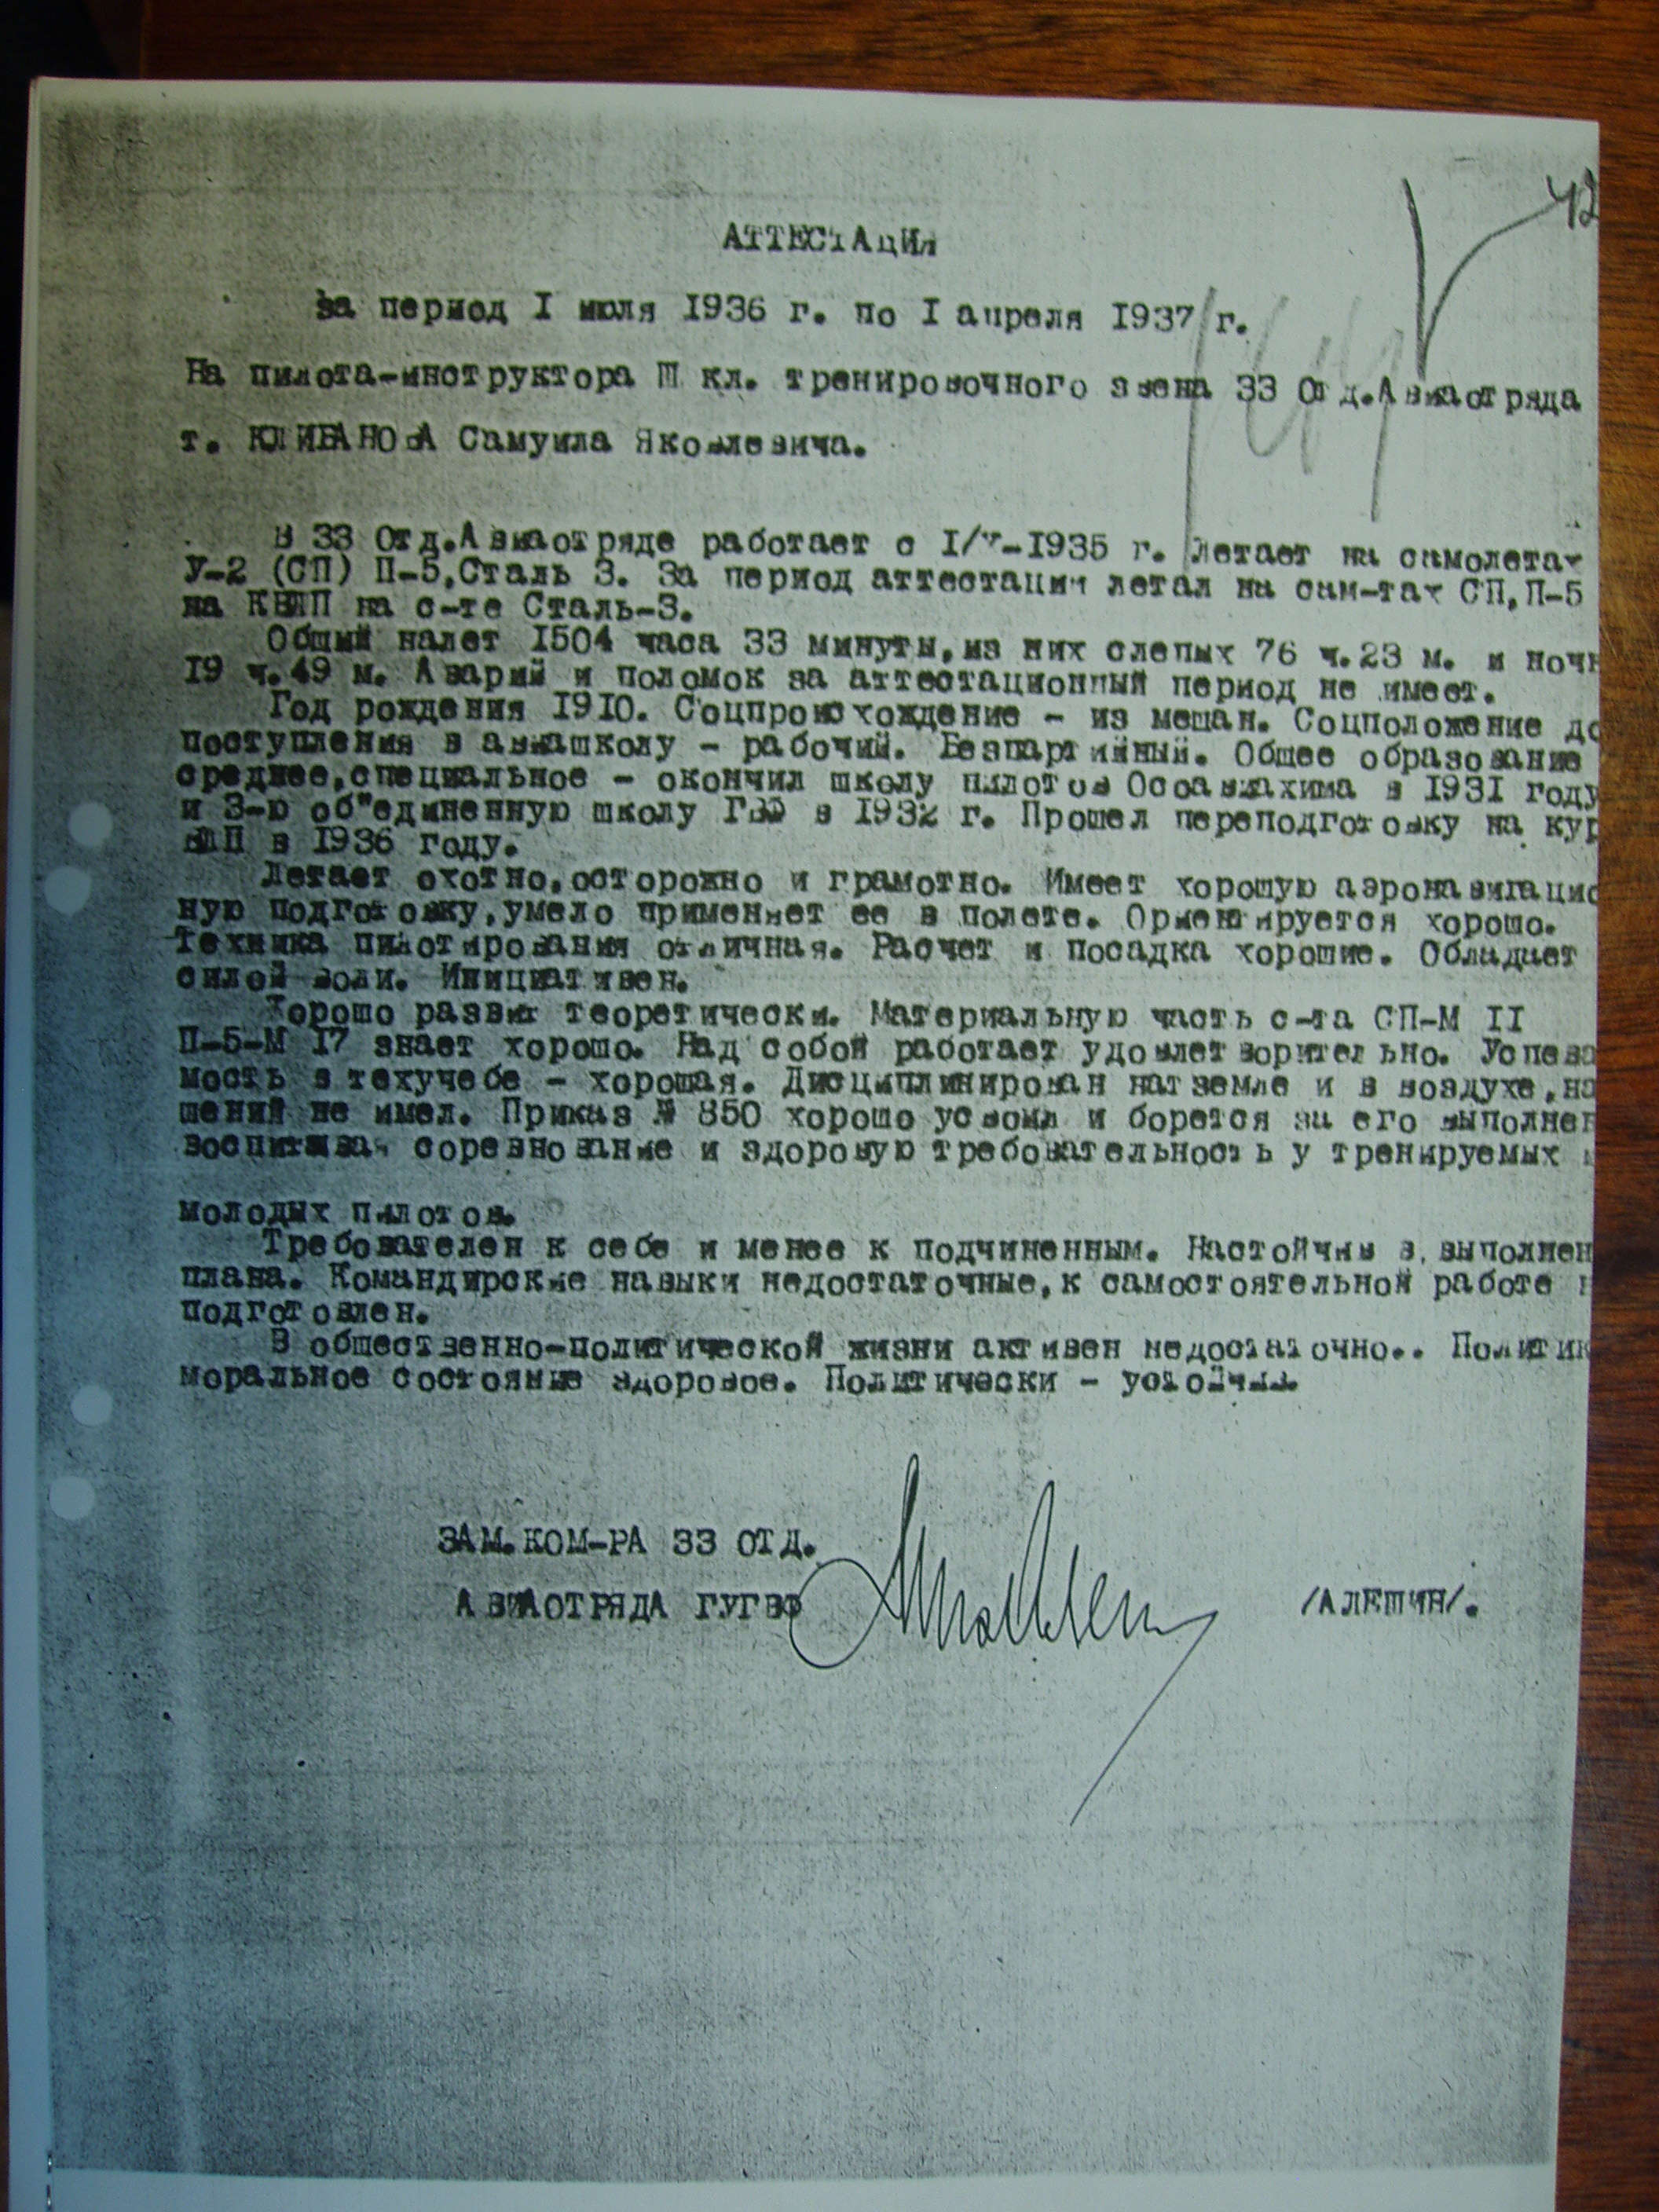 42
АТТЕСТАЦИЯ
за период I июля 1936 г. по I апреля 1937 г.
На пилота-инструктора Ш кл. тренировочного звена 33 Отд.Авиаотряда
т. КЛИБАНОВА Самуила Яковлевича.
В 33 Отд.Авиаотряде работает с I/У-1935 г. Летает на самолетах
У-2 (СП) П-5,Сталь 3. За период аттестации летал на сам-тах СП,П-5
на КВЛП на с-те Сталь-3.
Общий налет 1504 часа 33 минуты,из них слепых 76 ч.23 м. и ночн
19 ч.49 м. Аварий и поломок за аттестационный период не имеет.
Год рождения 1910. Соцпроисхождение - из мещан. Соцположение до
поступления в авиашколу - рабочий. Безпартийный. Общее образование
среднее,специальное - окончил школу пилотов Осоавиахима в 1931 году
и 3-ю об"единенную школу ГВФ в 1932 г. Прошел переподготовку на кур
ВЛП в 1936 году.
Летает охотно,осторожно и грамотно. Имеет хорошую аэронавигацио
ную подготовку,умело применяет ее в полете. Ориентируется хорошо.
Техника пилотирования отличная. Расчет и посадка хорошие. Обладает
силой воли. Инициативен.
Хорошо развит теоретически. Материальную часть с-та СП-М II
П-5-М 17 знает хорошо. Над собой работает удовлетворительно. Успева
мость в техучебе - хорошая. Дисциплинирован на земле и в воздухе,на
шений не имел. Приказ № 850 хорошо усвоил и борется за его выполнен
воспитывая соревнование и здоровую требовательность у тренируемых
молодых пилотов.
Требователен к себе и менее к подчиненным. Настойчив в выполнен
плана. Командирские навыки недостаточные,к самостоятельной работе н
подготовлен.
В общественно-политической жизни активен недостаточно.. Политик
моральное состояние здоровое. Политически - устойчив.
ЗАМ.КОМ-РА 33 ОТД.
АВИАОТРЯДА ГУГВФ /АЛЕШИН/.